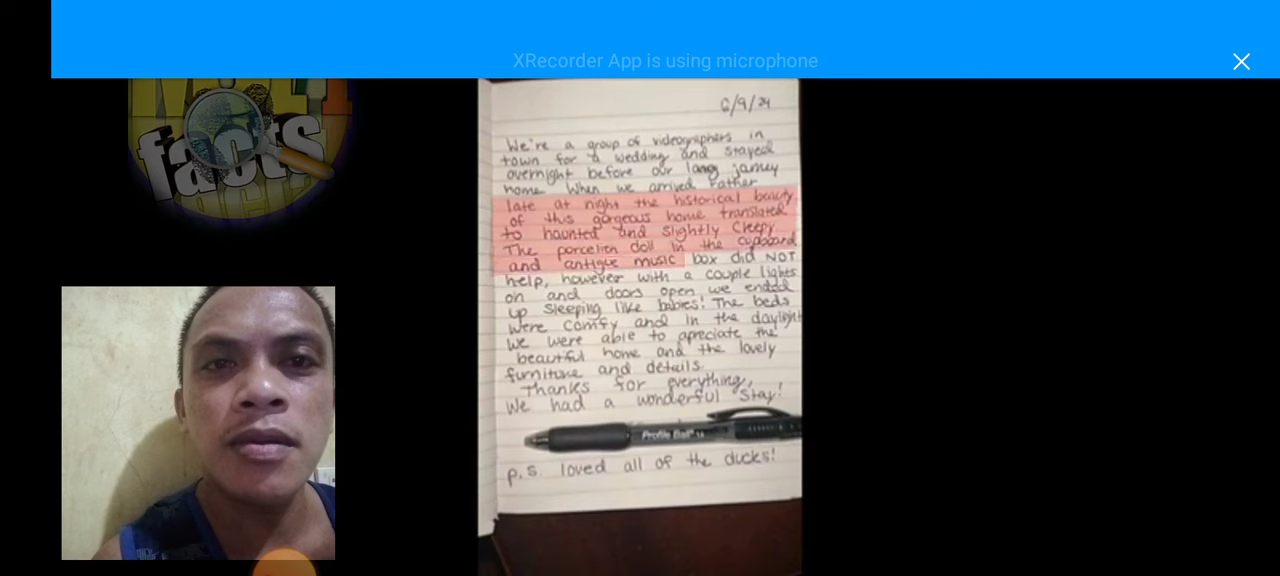 XRecorder App is using microphone
facts
6/9/24
We're a group of videographers in
town for a wedding and stayed
overnight before our long jorney
home. When we arrived rather
late at night the historical beauty
of this gorgeous home translated
to haunted and slightly creepy
The porcelien doll in the cupboard
and antique music box did NOT
help, however with a couple lights
on and doors open we ended
up sleeping like babies! The beds
were comfy and in the daylight
we were able to apreciate the
beautiful home and the lovely
furniture and details.
Thanks for everything,
We had a wonderful stay!
Profile Ball
p.s. loved all of the ducks!